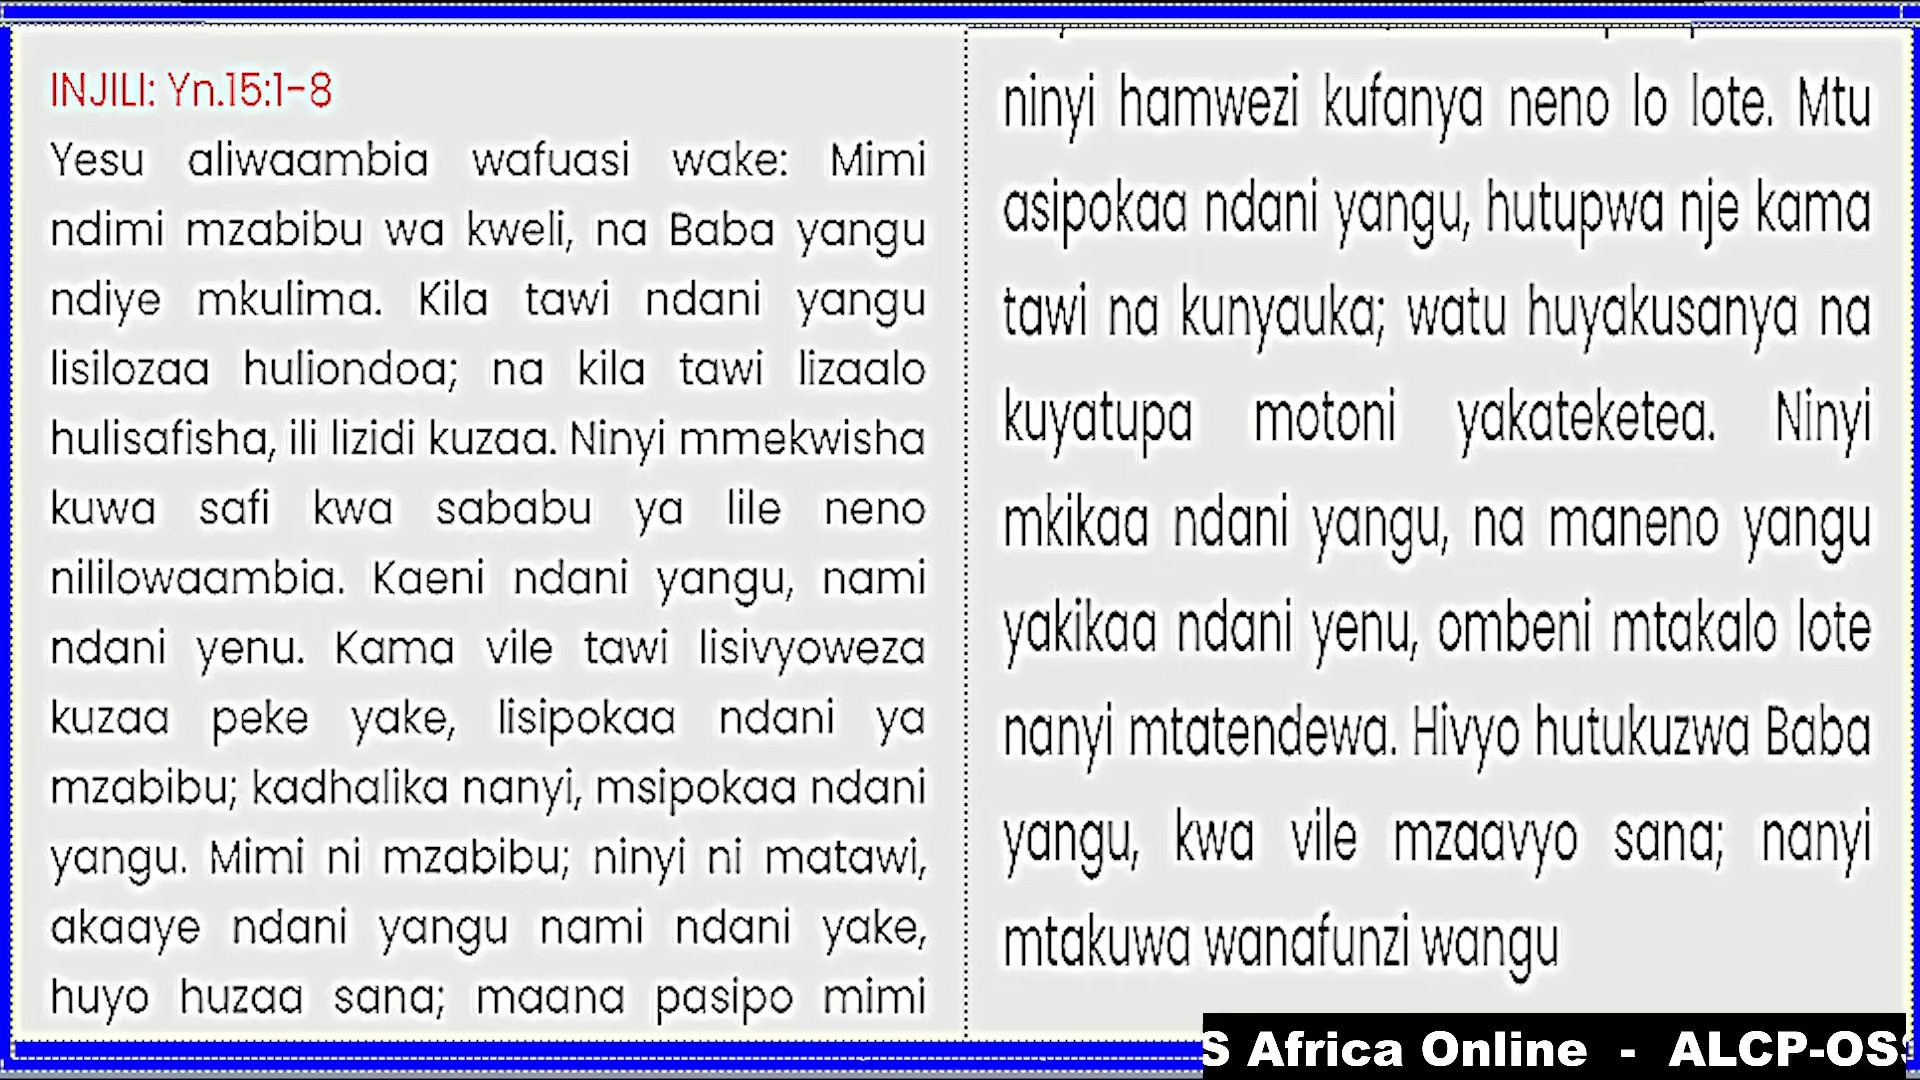 INJILI: Yn.15:1-8
Yesu aliwaambia wafuasi wake: Mimi
ndimi mzabibu wa kweli, na Baba yangu
ndiye mkulima. Kila tawi ndani yangu
lisilozaa huliondoa; na kila tawi lizaalo
hulisafisha, ili lizidi kuzaa. Ninyi mmekwisha
kuwa safi kwa sababu ya lile neno
nililowaambia. Kaeni ndani yangu, nami
ndani yenu. Kama vile tawi lisivyoweza
kuzaa peke yake, lisipokaa ndani ya
mzabibu; kadhalika nanyi, msipokaa ndani
yangu. Mimi ni mzabibu; ninyi ni matawi,
akaaye ndani yangu nami ndani yake,
huyo huzaa sana; maana pasipo mimi
ninyi hamwezi kufanya neno lo lote. Mtu
asipokaa ndani yangu, hutupwa nje kama
tawi na kunyauka; watu huyakusanya na
kuyatupa motoni yakateketea. Ninyi
mkikaa ndani yangu, na maneno yangu
yakikaa ndani yenu, ombeni mtakalo lote
nanyi mtatendewa. Hivyo hutukuzwa Baba
yangu, kwa vile mzaavyo sana; nanyi
mtakuwa wanafunzi wangu
S Africa Online - ALCP-OSS